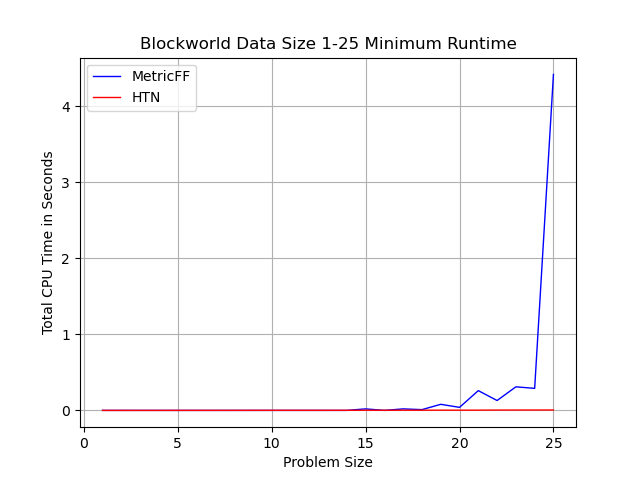 Blockworld Data Size 1-25 Minimum Runtime
MetricFF
HTN
Total CPU Time in Seconds
4
3
2
1
0
0 5 10 15 20 25
Problem Size